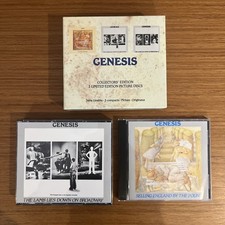 GENESIS
COLLECTORS' EDITION
3 LIMITED EDITION PICTURE DISCS
GENESIS
THE LAMB LIES DOWN ON BROADWAY
GENESIS
SELLING ENGLAND BY THE POUND